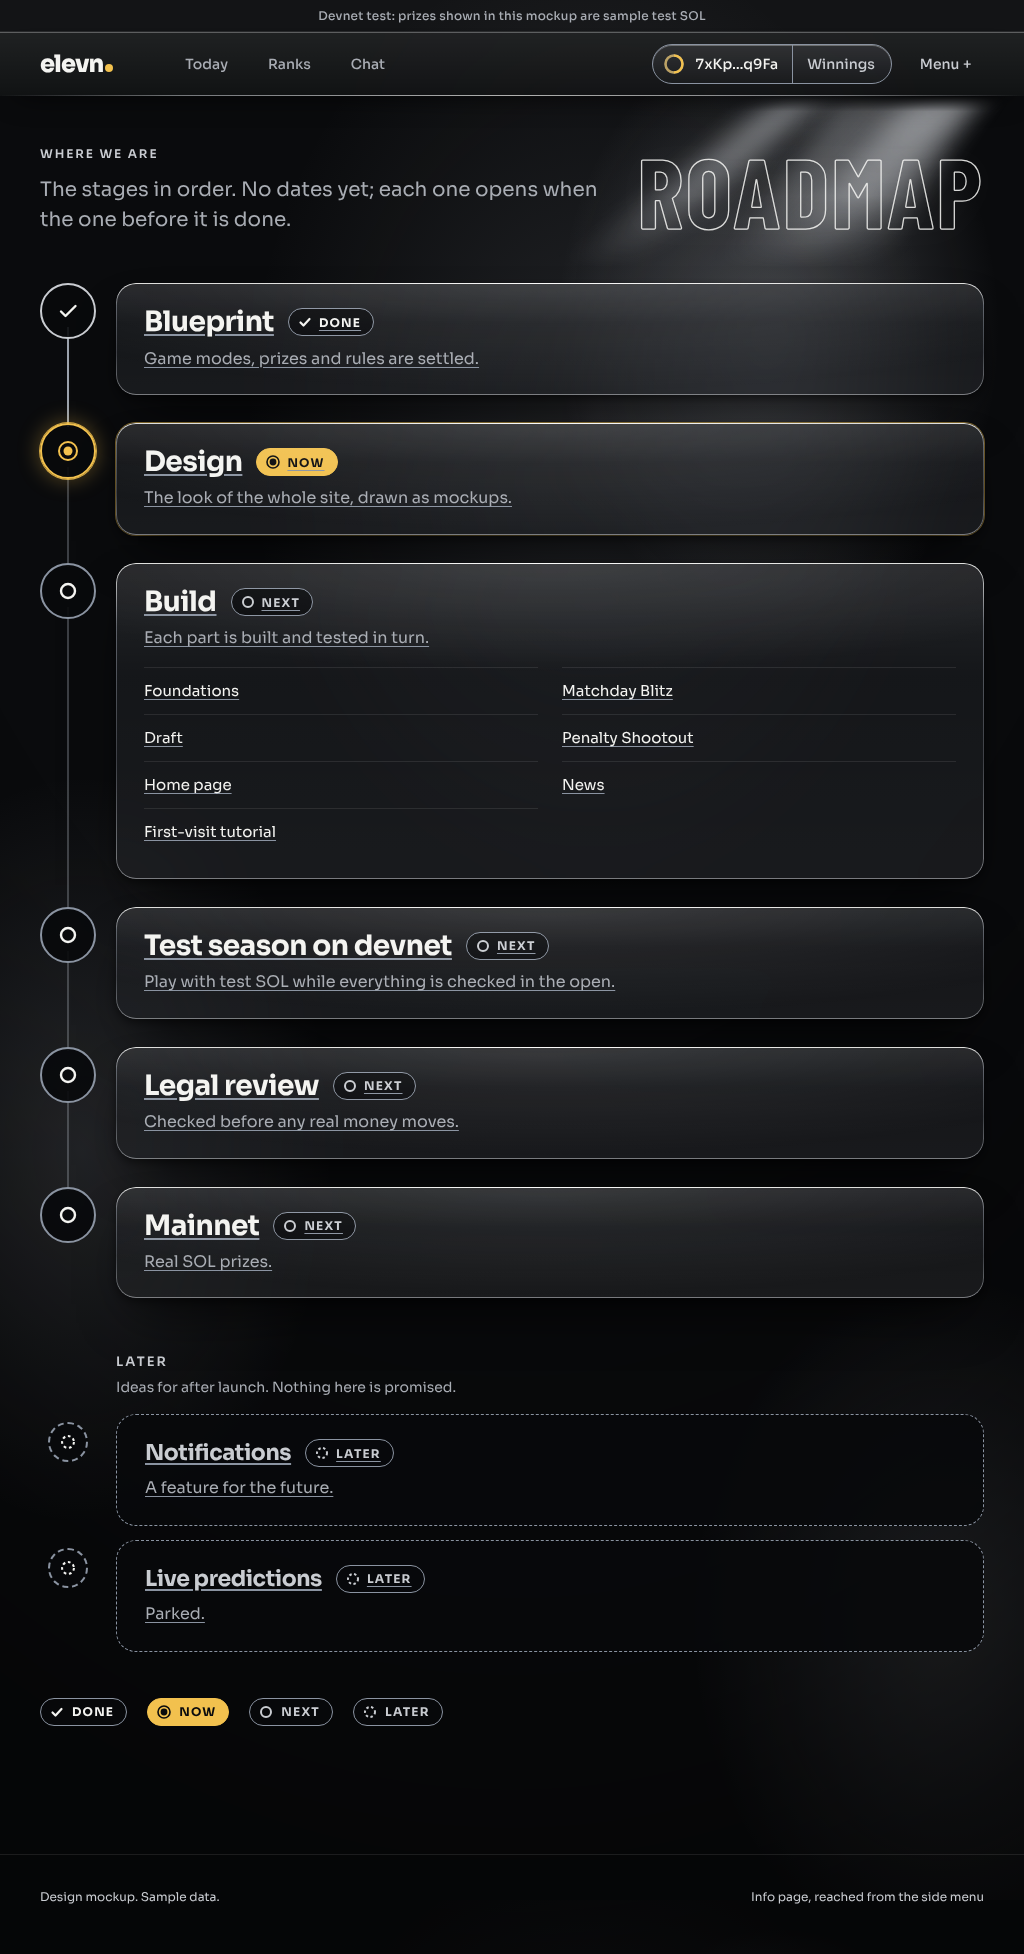 Devnet test: prizes shown in this mockup are sample test SOL
elevn.
Today
Ranks
Chat
7xKp...q9Fa
Winnings
Menu +
WHERE WE ARE
The stages in order. No dates yet; each one opens when
the one before it is done.
ROADMAP
Blueprint
DONE
Game modes, prizes and rules are settled.
Design
NOW
The look of the whole site, drawn as mockups.
Build
NEXT
Each part is built and tested in turn.
Foundations
Matchday Blitz
Draft
Penalty Shootout
Home page
News
First-visit tutorial
Test season on devnet
NEXT
Play with test SOL while everything is checked in the open.
Legal review
NEXT
Checked before any real money moves.
Mainnet
NEXT
Real SOL prizes.
LATER
Ideas for after launch. Nothing here is promised.
Notifications
LATER
A feature for the future.
Live predictions
LATER
Parked.
DONE
NOW
NEXT
LATER
Design mockup. Sample data.
Info page, reached from the side menu